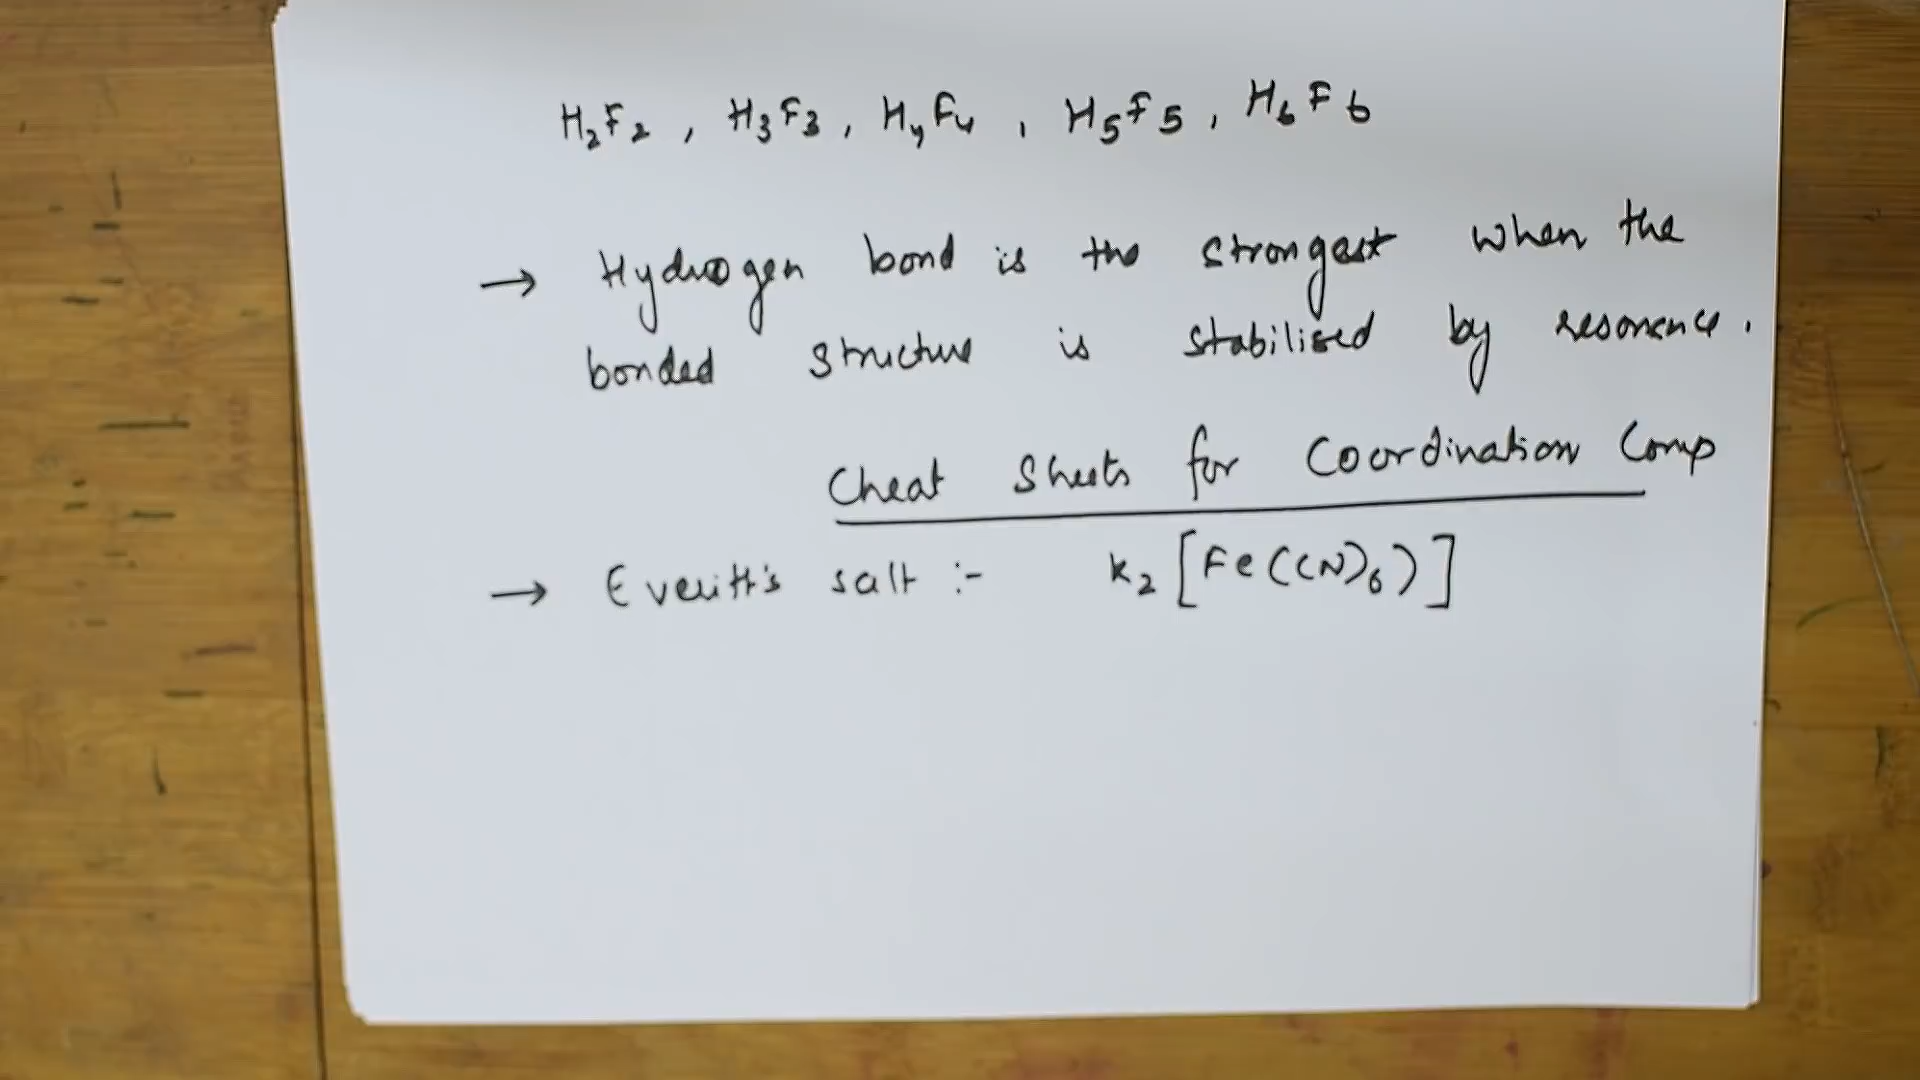 H₂F₂, H₃F₃, H₄F₄, H₅F₅, H₆F₆
→ Hydrogen bond is the strongest when the
bonded structure is stabilised by resonance.
Cheat Sheets for Coordination Comp
→ Everitt's salt :- K₂[Fe(CN)₆)]